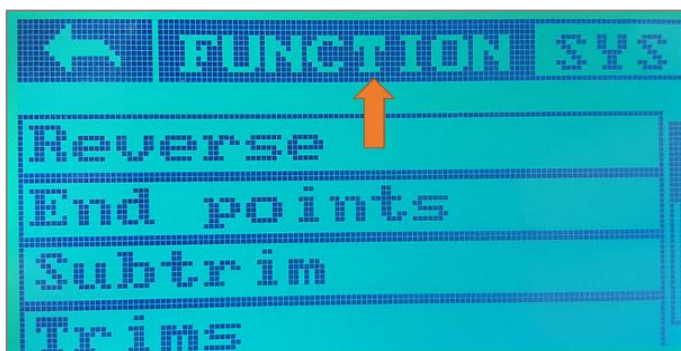 FUNCTION SYS
Reverse
End points
Subtrim
Trims